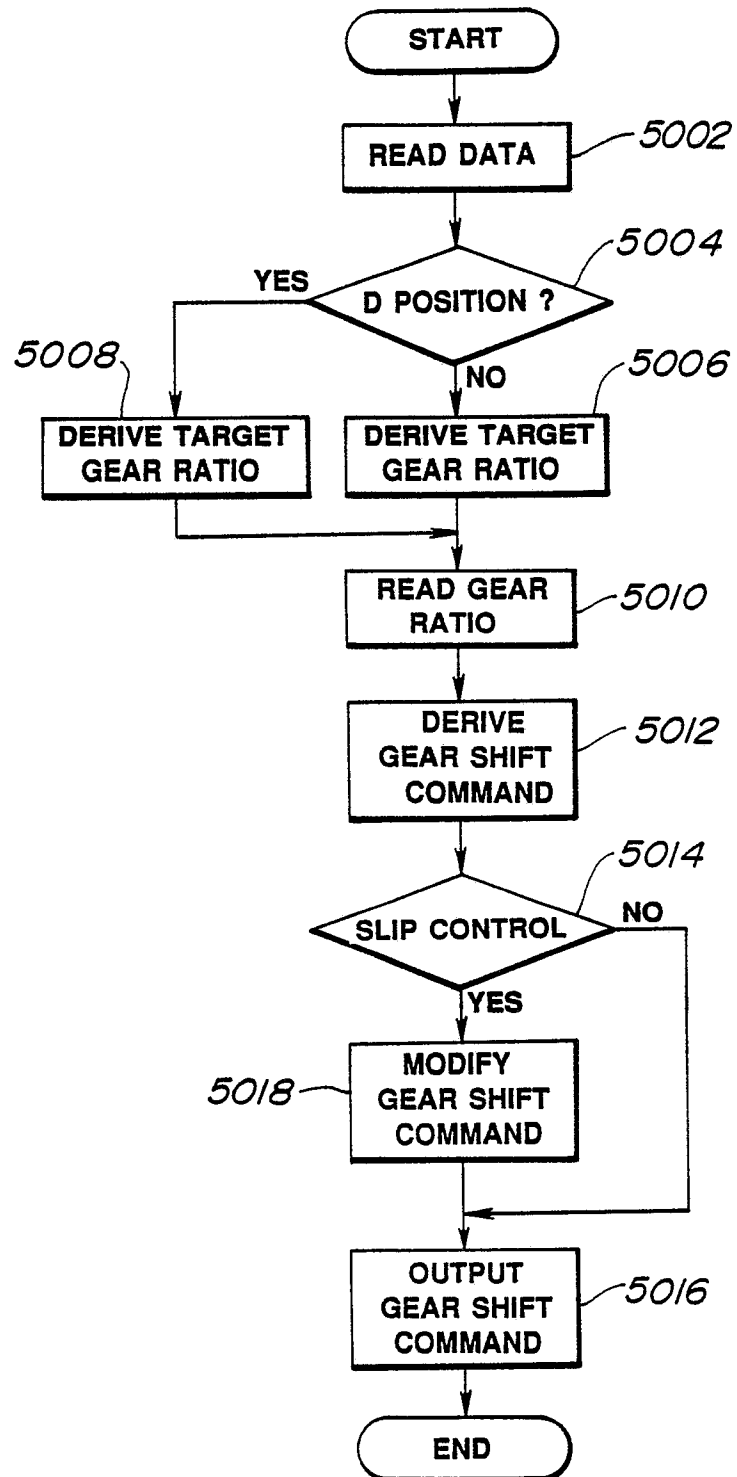 START
READ DATA
5002
5004
YES
D POSITION ?
5008
NO
5006
DERIVE TARGET
GEAR RATIO
DERIVE TARGET
GEAR RATIO
READ GEAR
RATIO
5010
DERIVE
GEAR SHIFT
COMMAND
5012
5014
SLIP CONTROL
NO
YES
5018
MODIFY
GEAR SHIFT
COMMAND
OUTPUT
GEAR SHIFT
COMMAND
5016
END